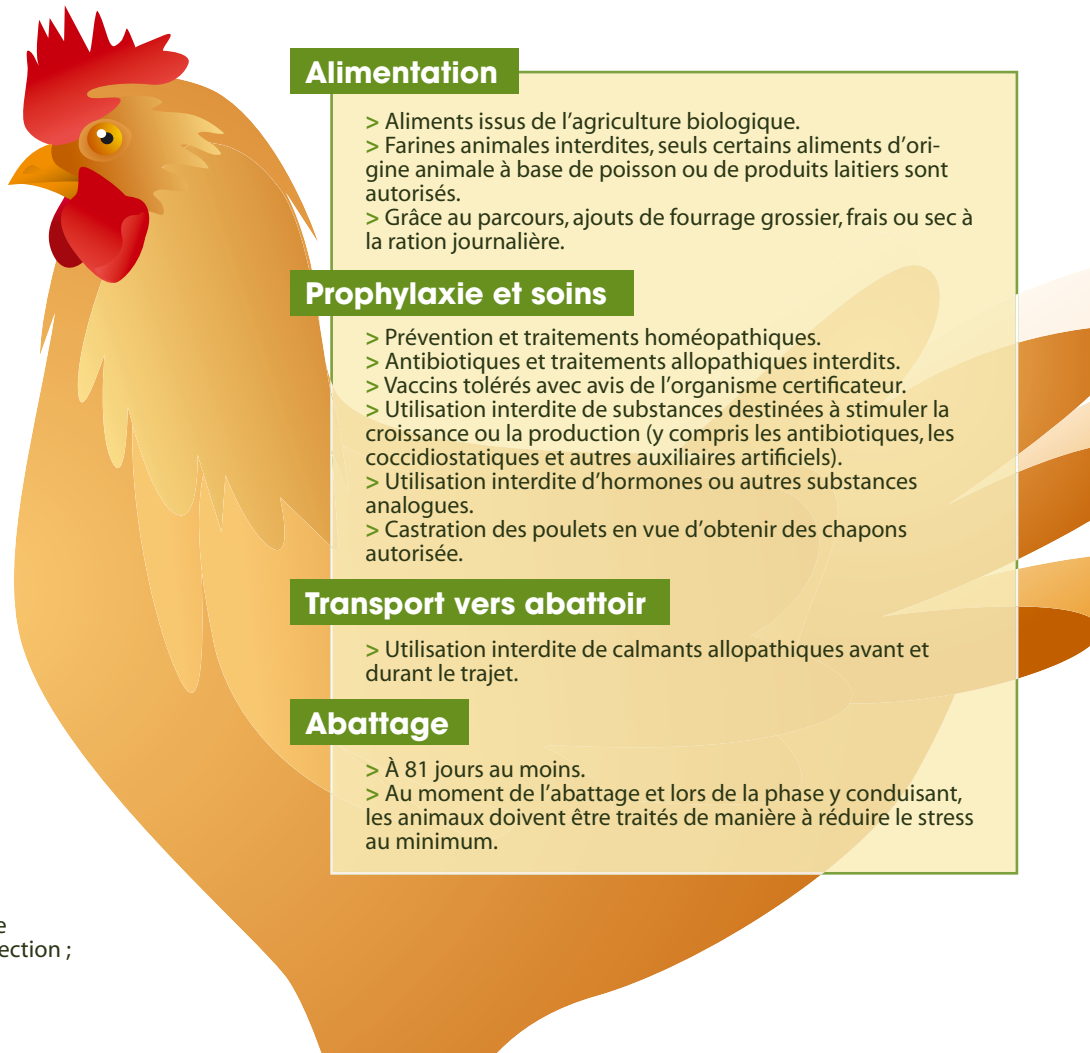 Alimentation
> Aliments issus de l'agriculture biologique.
> Farines animales interdites, seuls certains aliments d'ori-
gine animale à base de poisson ou de produits laitiers sont
autorisés.
> Grâce au parcours, ajouts de fourrage grossier, frais ou sec à
la ration journalière.
Prophylaxie et soins
> Prévention et traitements homéopathiques.
> Antibiotiques et traitements allopathiques interdits.
> Vaccins tolérés avec avis de l'organisme certificateur.
> Utilisation interdite de substances destinées à stimuler la
croissance ou la production (y compris les antibiotiques, les
coccidiostatiques et autres auxiliaires artificiels).
> Utilisation interdite d'hormones ou autres substances
analogues.
> Castration des poulets en vue d'obtenir des chapons
autorisée.
Transport vers abattoir
> Utilisation interdite de calmants allopathiques avant et
durant le trajet.
Abattage
> À 81 jours au moins.
> Au moment de l'abattage et lors de la phase y conduisant,
les animaux doivent être traités de manière à réduire le stress
au minimum.
e
ection ;